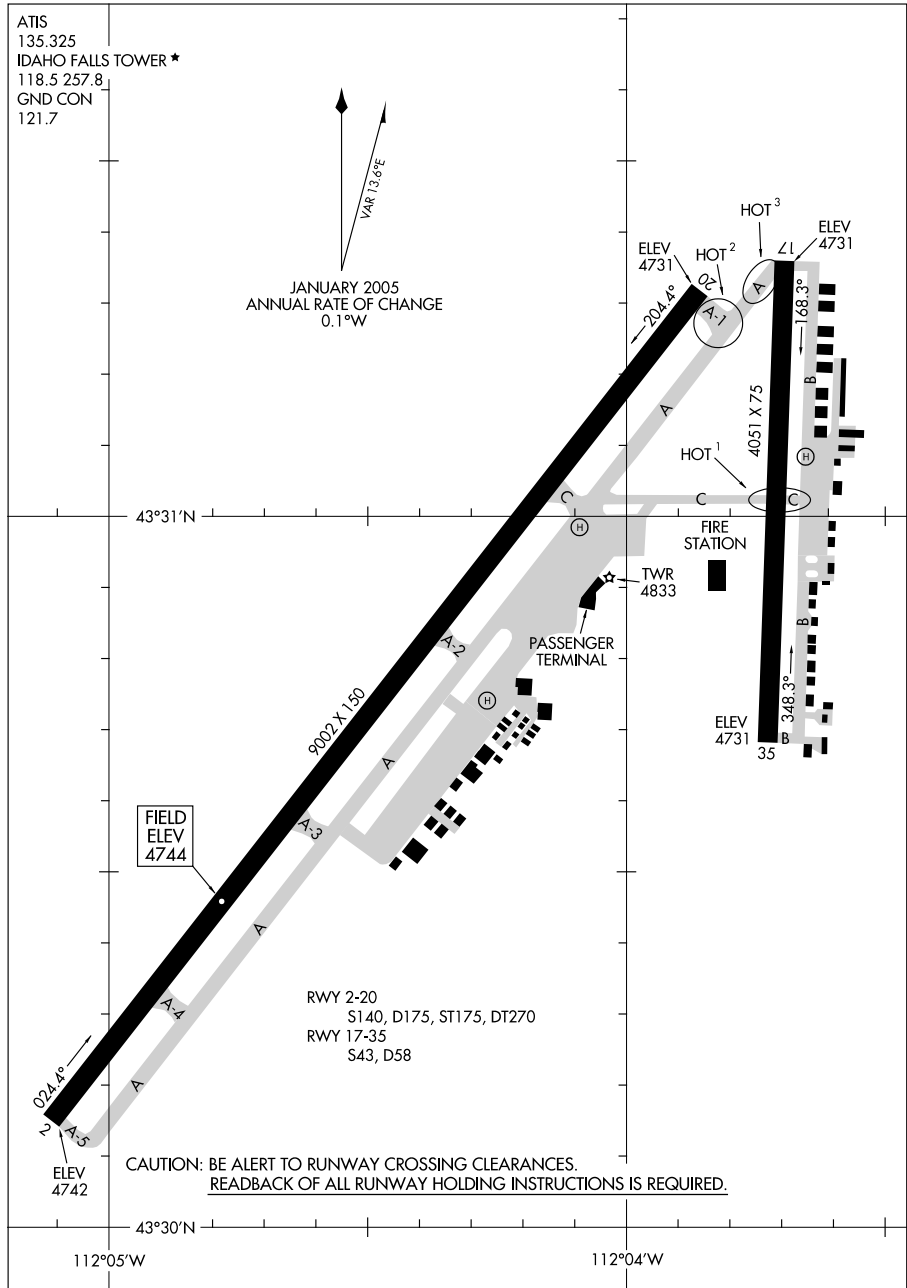 ATIS
135.325
IDAHO FALLS TOWER ★
118.5 257.8
GND CON
121.7
VAR 13.6°E
JANUARY 2005
ANNUAL RATE OF CHANGE
0.1°W
HOT 3
ELEV
4731
HOT 2
ELEV
4731
17
20
A
A-1
204.4°
168.3°
A
B
4051 X 75
HOT 1
H
C
C
C
43°31'N
H
FIRE
STATION
TWR
4833
PASSENGER
TERMINAL
A-2
B
H
348.3°
9002 X 150
ELEV
4731
35
B
A
FIELD
ELEV
4744
A-3
A
A-4
RWY 2-20
S140, D175, ST175, DT270
RWY 17-35
S43, D58
024.4°
A
2
A-5
ELEV
4742
CAUTION: BE ALERT TO RUNWAY CROSSING CLEARANCES.
READBACK OF ALL RUNWAY HOLDING INSTRUCTIONS IS REQUIRED.
43°30'N
112°05'W
112°04'W